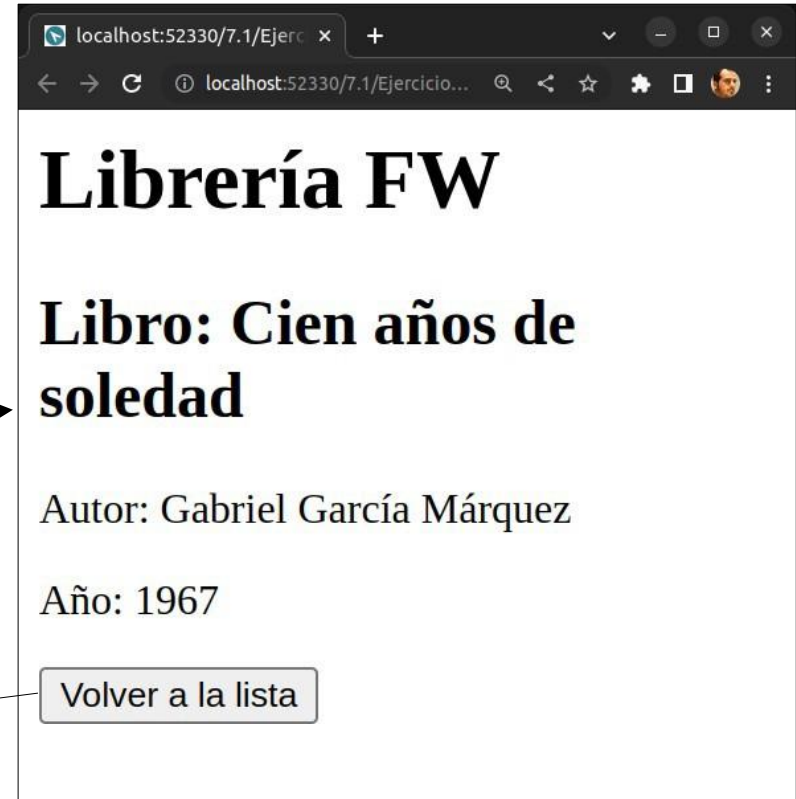 localhost:52330/7.1/Ejerc
localhost:52330/7.1/Ejercicio...
Librería FW
Libro: Cien años de
soledad
Autor: Gabriel García Márquez
Año: 1967
Volver a la lista